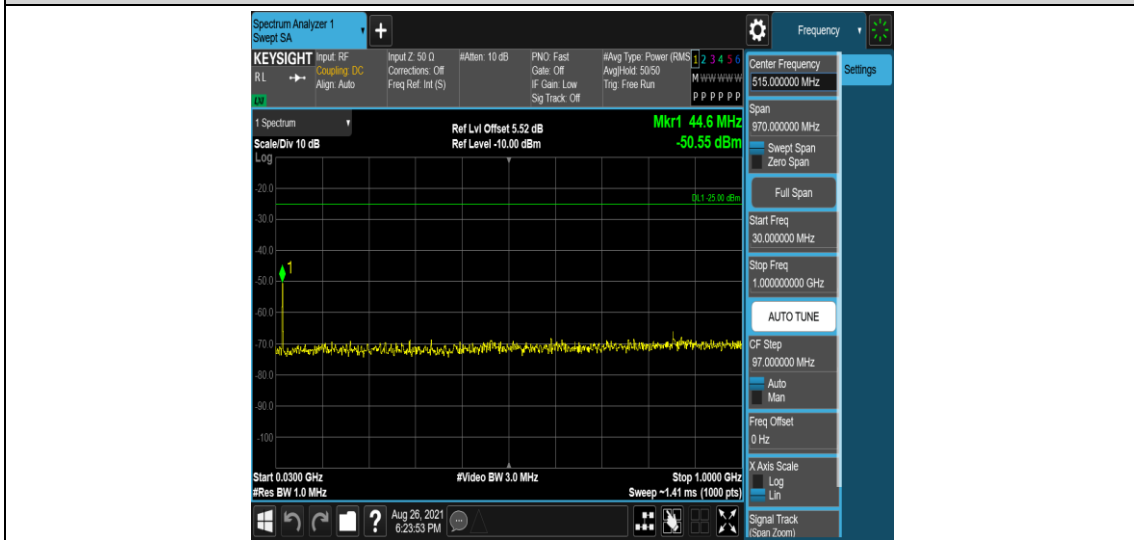 Spectrum Analyzer 1
Swept SA
+
Frequency
KEYSIGHT
RL
LXI
Input: RF
Coupling: DC
Align: Auto
Input Z: 50 Ω
Corrections: Off
Freq Ref: Int (S)
#Atten: 10 dB
PNO: Fast
Gate: Off
IF Gain: Low
Sig Track: Off
#Avg Type: Power (RMS
Avg|Hold: 50/50
Trig: Free Run
1 2 3 4 5 6
M W W W W W
P P P P P P
1 Spectrum
Scale/Div 10 dB
Ref Lvl Offset 5.52 dB
Ref Level -10.00 dBm
Mkr1 44.6 MHz
-50.55 dBm
Log
-20.0
DL1 -25.00 dBm
-30.0
-40.0
1
-50.0
-60.0
-70.0
-80.0
-90.0
-100
Start 0.0300 GHz
#Res BW 1.0 MHz
#Video BW 3.0 MHz
Stop 1.0000 GHz
Sweep ~1.41 ms (1000 pts)
Aug 26, 2021
6:23:53 PM
?
Center Frequency
515.000000 MHz
Settings
Span
970.000000 MHz
Swept Span
Zero Span
Full Span
Start Freq
30.000000 MHz
Stop Freq
1.000000000 GHz
AUTO TUNE
CF Step
97.000000 MHz
Auto
Man
Freq Offset
0 Hz
X Axis Scale
Log
Lin
Signal Track
(Span Zoom)